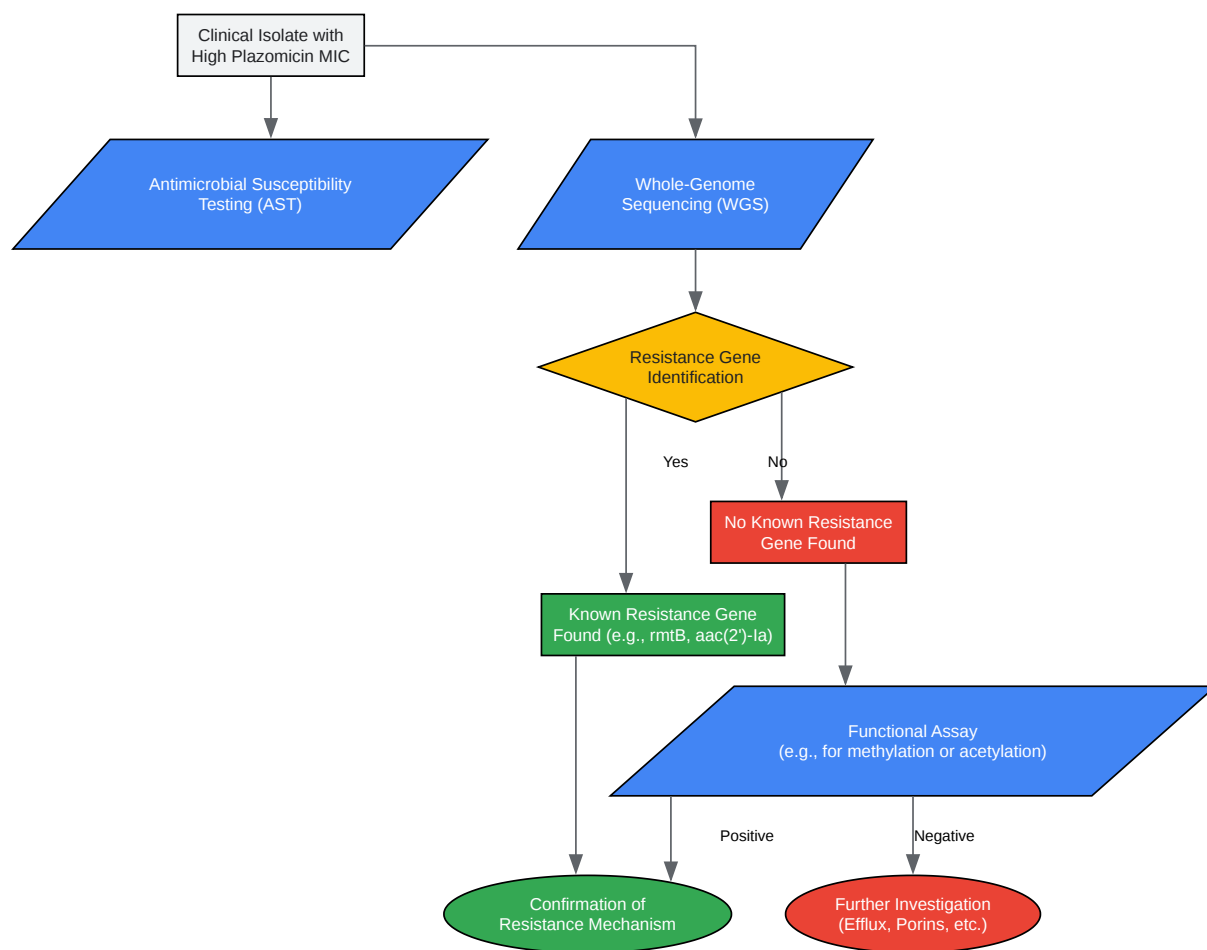 Clinical Isolate with
High Plazomicin MIC
Antimicrobial Susceptibility
Testing (AST)
Whole-Genome
Sequencing (WGS)
Resistance Gene
Identification
Yes
No
No Known Resistance
Gene Found
Known Resistance Gene
Found (e.g., rmtB, aac(2')-Ia)
Functional Assay
(e.g., for methylation or acetylation)
Positive
Negative
Confirmation of
Resistance Mechanism
Further Investigation
(Efflux, Porins, etc.)